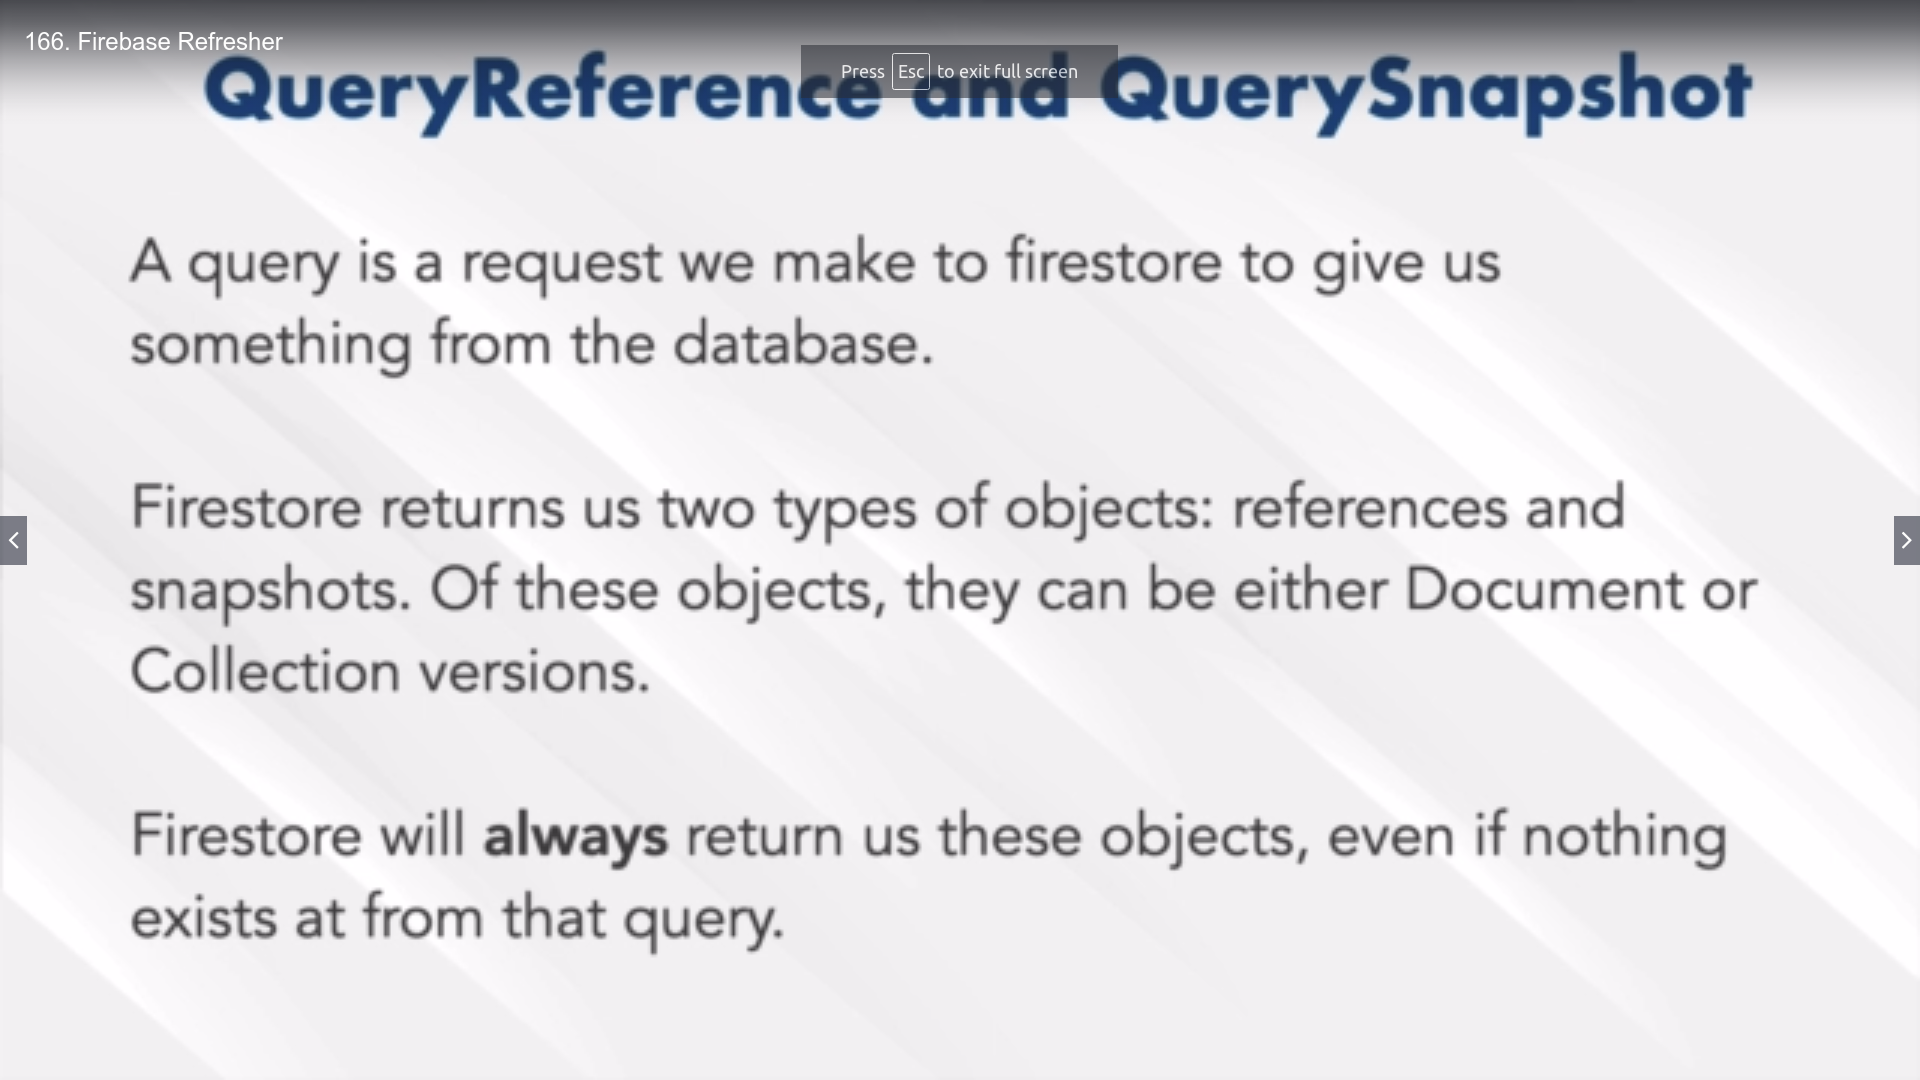 166. Firebase Refresher
Press Esc to exit full screen
QueryReference and QuerySnapshot
A query is a request we make to firestore to give us
something from the database.
Firestore returns us two types of objects: references and
snapshots. Of these objects, they can be either Document or
Collection versions.
Firestore will always return us these objects, even if nothing
exists at from that query.